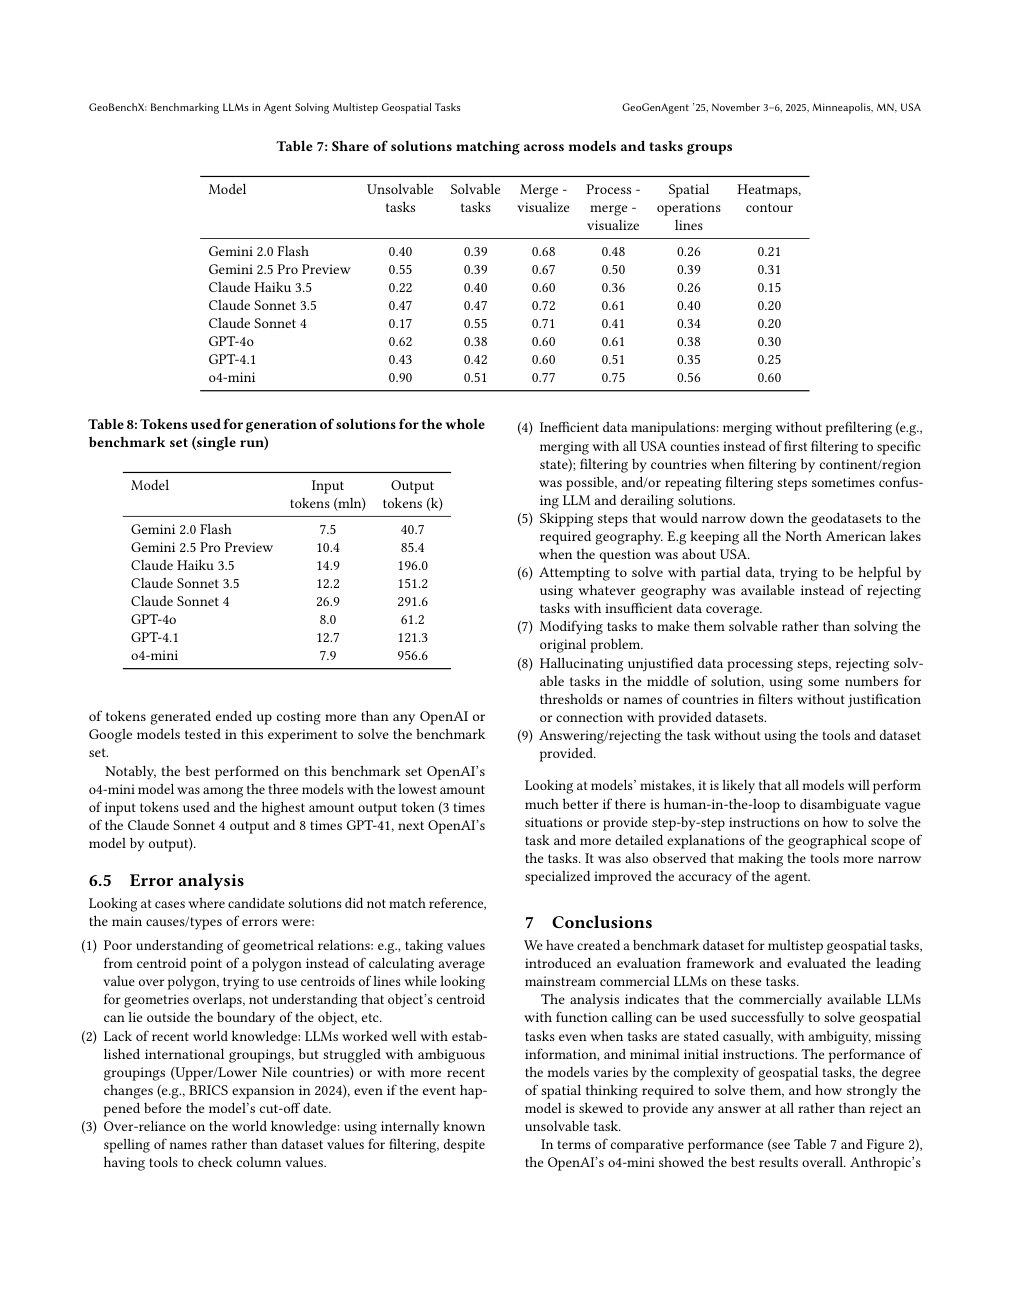 GeoBenchX: Benchmarking LLMs in Agent Solving Multistep Geospatial Tasks
GeoGenAgent '25, November 3–6, 2025, Minneapolis, MN, USA
Table 7: Share of solutions matching across models and tasks groups
Model Unsolvable Solvable Merge - Process - Spatial Heatmaps,
tasks tasks visualize merge - operations contour
visualize lines
Gemini 2.0 Flash 0.40 0.39 0.68 0.48 0.26 0.21
Gemini 2.5 Pro Preview 0.55 0.39 0.67 0.50 0.39 0.31
Claude Haiku 3.5 0.22 0.40 0.60 0.36 0.26 0.15
Claude Sonnet 3.5 0.47 0.47 0.72 0.61 0.40 0.20
Claude Sonnet 4 0.17 0.55 0.71 0.41 0.34 0.20
GPT-4o 0.62 0.38 0.60 0.61 0.38 0.30
GPT-4.1 0.43 0.42 0.60 0.51 0.35 0.25
o4-mini 0.90 0.51 0.77 0.75 0.56 0.60
Table 8: Tokens used for generation of solutions for the whole
benchmark set (single run)
Model Input Output
tokens (mln) tokens (k)
Gemini 2.0 Flash 7.5 40.7
Gemini 2.5 Pro Preview 10.4 85.4
Claude Haiku 3.5 14.9 196.0
Claude Sonnet 3.5 12.2 151.2
Claude Sonnet 4 26.9 291.6
GPT-4o 8.0 61.2
GPT-4.1 12.7 121.3
o4-mini 7.9 956.6
of tokens generated ended up costing more than any OpenAI or
Google models tested in this experiment to solve the benchmark
set.
Notably, the best performed on this benchmark set OpenAI's
o4-mini model was among the three models with the lowest amount
of input tokens used and the highest amount output token (3 times
of the Claude Sonnet 4 output and 8 times GPT-41, next OpenAI's
model by output).
6.5 Error analysis
Looking at cases where candidate solutions did not match reference,
the main causes/types of errors were:
(1) Poor understanding of geometrical relations: e.g., taking values
from centroid point of a polygon instead of calculating average
value over polygon, trying to use centroids of lines while looking
for geometries overlaps, not understanding that object's centroid
can lie outside the boundary of the object, etc.
(2) Lack of recent world knowledge: LLMs worked well with estab-
lished international groupings, but struggled with ambiguous
groupings (Upper/Lower Nile countries) or with more recent
changes (e.g., BRICS expansion in 2024), even if the event hap-
pened before the model's cut-off date.
(3) Over-reliance on the world knowledge: using internally known
spelling of names rather than dataset values for filtering, despite
having tools to check column values.
(4) Inefficient data manipulations: merging without prefiltering (e.g.,
merging with all USA counties instead of first filtering to specific
state); filtering by countries when filtering by continent/region
was possible, and/or repeating filtering steps sometimes confus-
ing LLM and derailing solutions.
(5) Skipping steps that would narrow down the geodatasets to the
required geography. E.g keeping all the North American lakes
when the question was about USA.
(6) Attempting to solve with partial data, trying to be helpful by
using whatever geography was available instead of rejecting
tasks with insufficient data coverage.
(7) Modifying tasks to make them solvable rather than solving the
original problem.
(8) Hallucinating unjustified data processing steps, rejecting solv-
able tasks in the middle of solution, using some numbers for
thresholds or names of countries in filters without justification
or connection with provided datasets.
(9) Answering/rejecting the task without using the tools and dataset
provided.
Looking at models' mistakes, it is likely that all models will perform
much better if there is human-in-the-loop to disambiguate vague
situations or provide step-by-step instructions on how to solve the
task and more detailed explanations of the geographical scope of
the tasks. It was also observed that making the tools more narrow
specialized improved the accuracy of the agent.
7 Conclusions
We have created a benchmark dataset for multistep geospatial tasks,
introduced an evaluation framework and evaluated the leading
mainstream commercial LLMs on these tasks.
The analysis indicates that the commercially available LLMs
with function calling can be used successfully to solve geospatial
tasks even when tasks are stated casually, with ambiguity, missing
information, and minimal initial instructions. The performance of
the models varies by the complexity of geospatial tasks, the degree
of spatial thinking required to solve them, and how strongly the
model is skewed to provide any answer at all rather than reject an
unsolvable task.
In terms of comparative performance (see Table 7 and Figure 2),
the OpenAI's o4-mini showed the best results overall. Anthropic's